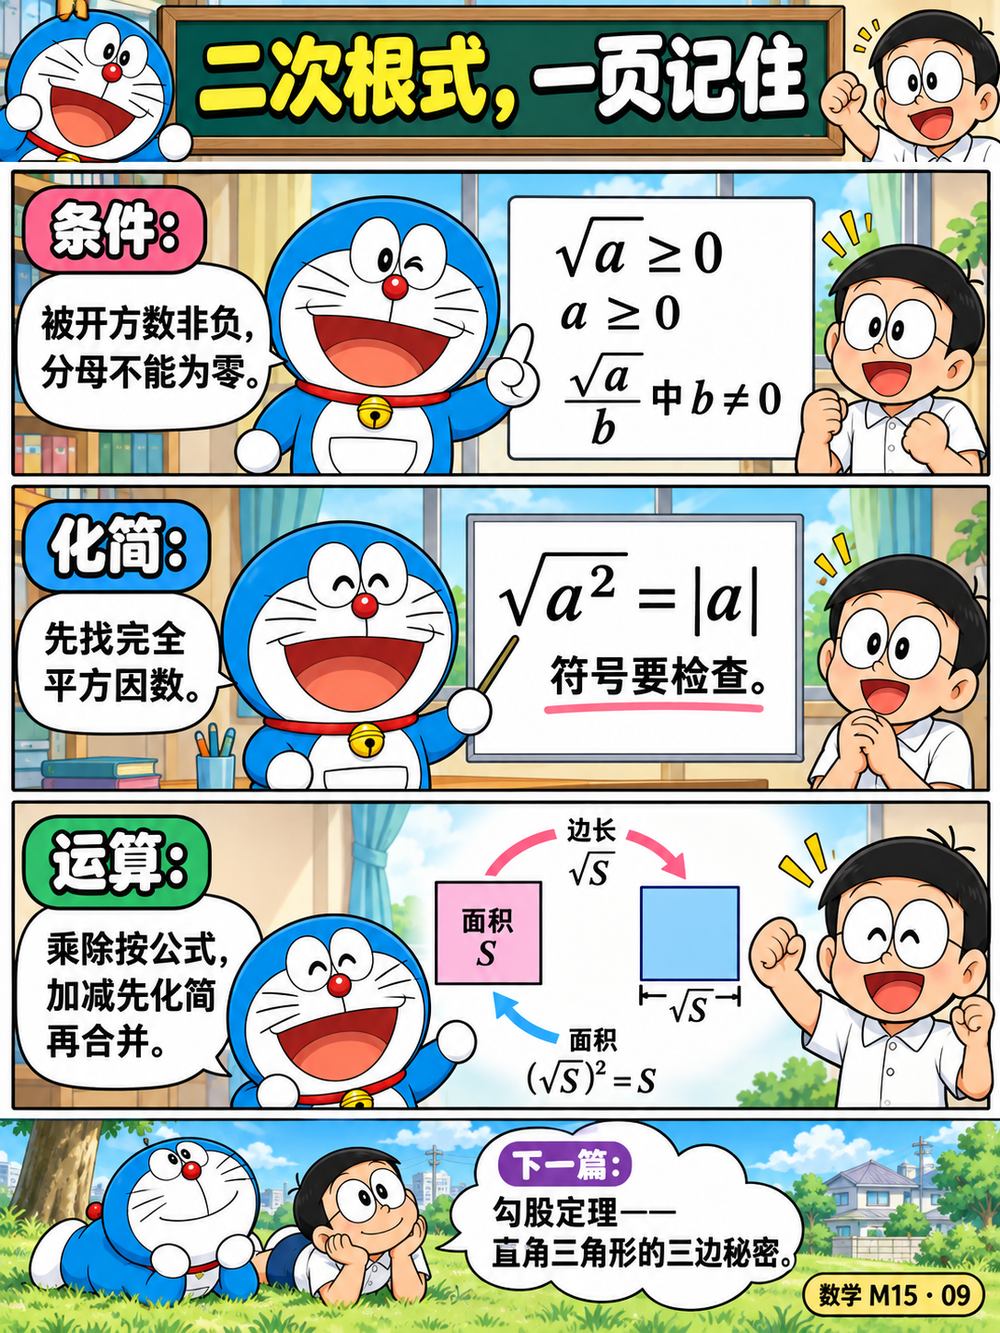 二次根式，一页记住
条件：
被开方数非负，
分母不能为零。
√a ≥ 0
a ≥ 0
√a/b 中 b ≠ 0
化简：
先找完全
平方因数。
√a² = |a|
符号要检查。
运算：
乘除按公式，
加减先化简
再合并。
边长
√S
面积
S
√S
面积
(√S)² = S
下一篇：
勾股定理——
直角三角形的三边秘密。
数学 M15 · 09